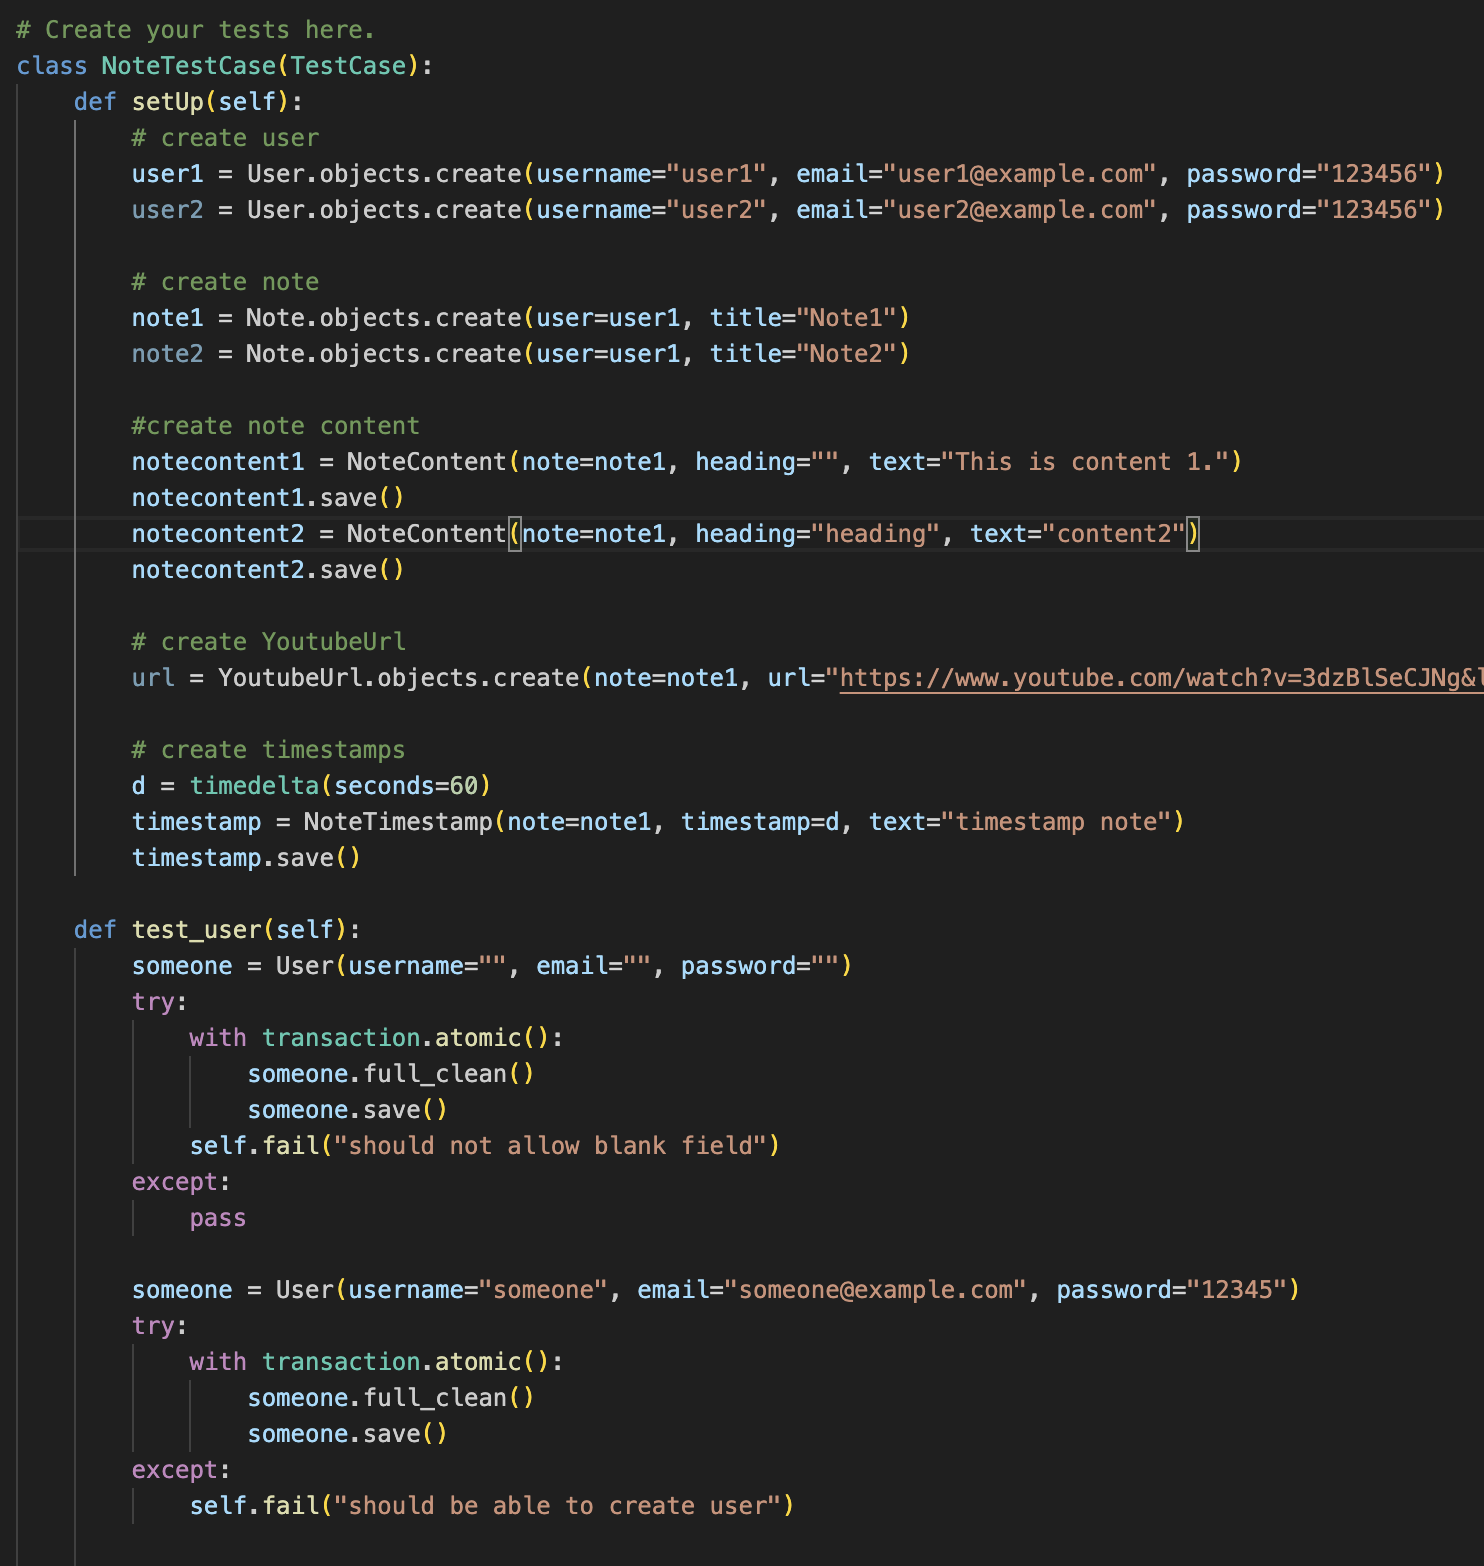 # Create your tests here.
class NoteTestCase(TestCase):
    def setUp(self):
        # create user
        user1 = User.objects.create(username="user1", email="user1@example.com", password="123456")
        user2 = User.objects.create(username="user2", email="user2@example.com", password="123456")

        # create note
        note1 = Note.objects.create(user=user1, title="Note1")
        note2 = Note.objects.create(user=user1, title="Note2")

        #create note content
        notecontent1 = NoteContent(note=note1, heading="", text="This is content 1.")
        notecontent1.save()
        notecontent2 = NoteContent(note=note1, heading="heading", text="content2")
        notecontent2.save()

        # create YoutubeUrl
        url = YoutubeUrl.objects.create(note=note1, url="https://www.youtube.com/watch?v=3dzBlSeCJNg&l

        # create timestamps
        d = timedelta(seconds=60)
        timestamp = NoteTimestamp(note=note1, timestamp=d, text="timestamp note")
        timestamp.save()

    def test_user(self):
        someone = User(username="", email="", password="")
        try:
            with transaction.atomic():
                someone.full_clean()
                someone.save()
            self.fail("should not allow blank field")
        except:
            pass

        someone = User(username="someone", email="someone@example.com", password="12345")
        try:
            with transaction.atomic():
                someone.full_clean()
                someone.save()
        except:
            self.fail("should be able to create user")